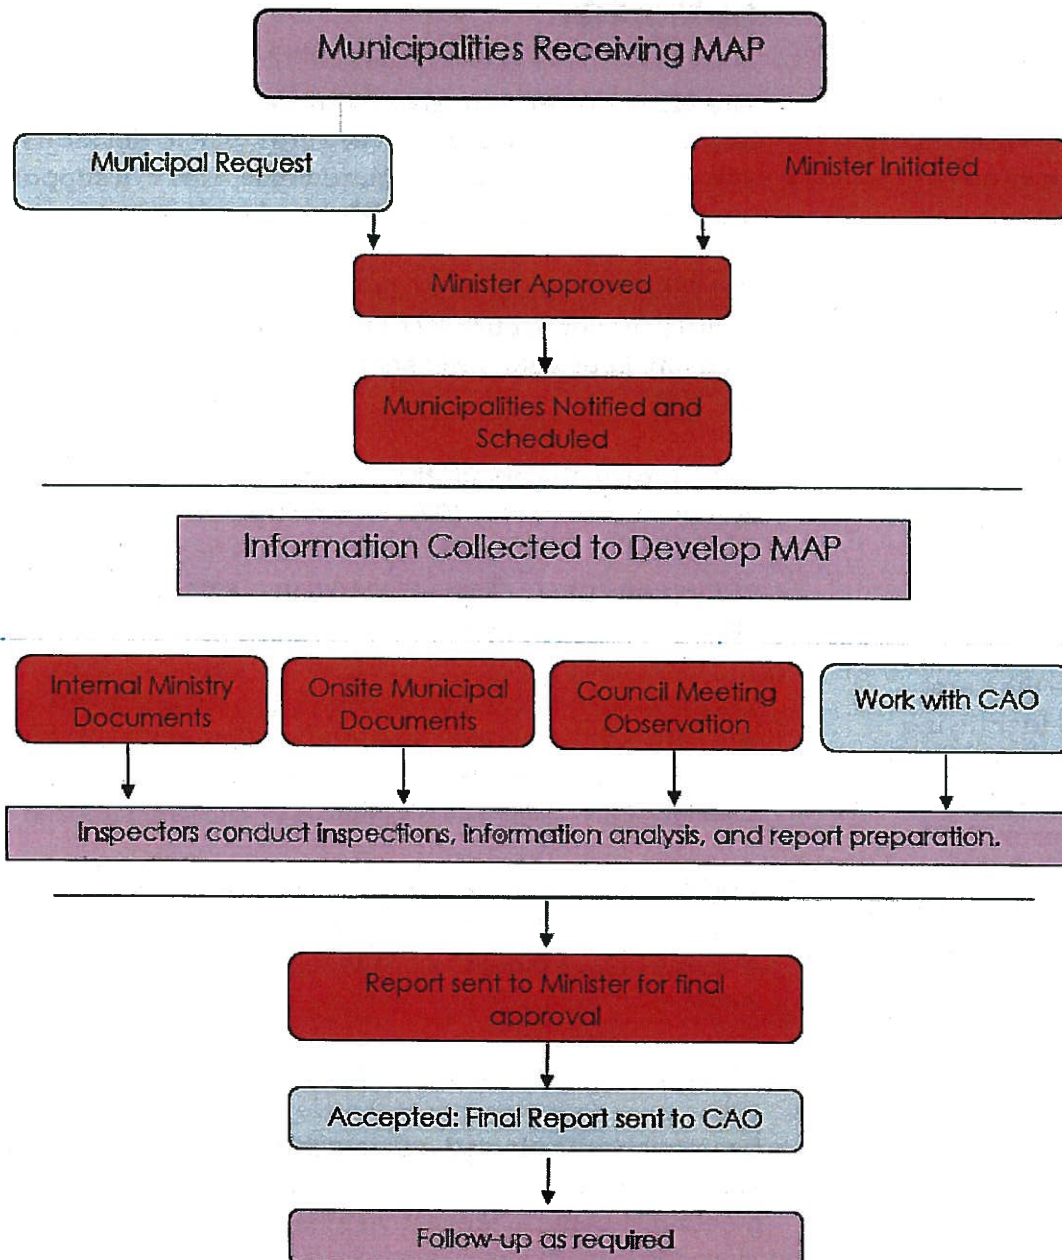 Municipalities Receiving MAP
Municipal Request
Minister Initiated
Minister Approved
Municipalities Notified and
Scheduled
Information Collected to Develop MAP
Internal Ministry
Documents
Onsite Municipal
Documents
Council Meeting
Observation
Work with CAO
Inspectors conduct inspections, information analysis, and report preparation.
Report sent to Minister for final
approval
Accepted: Final Report sent to CAO
Follow-up as required